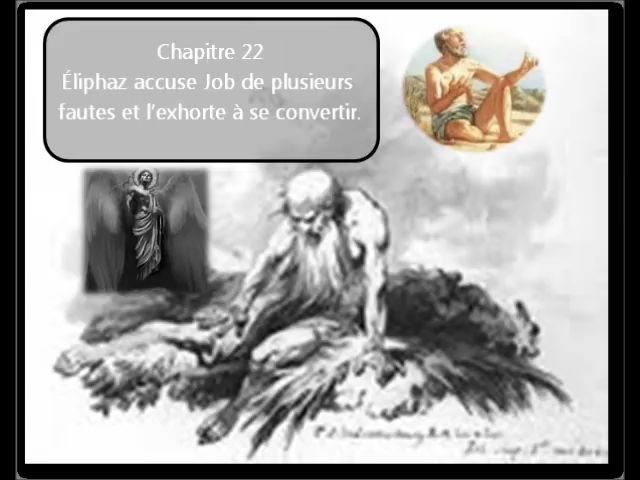 Chapitre 22
Éliphaz accuse Job de plusieurs
fautes et l'exhorte à se convertir.